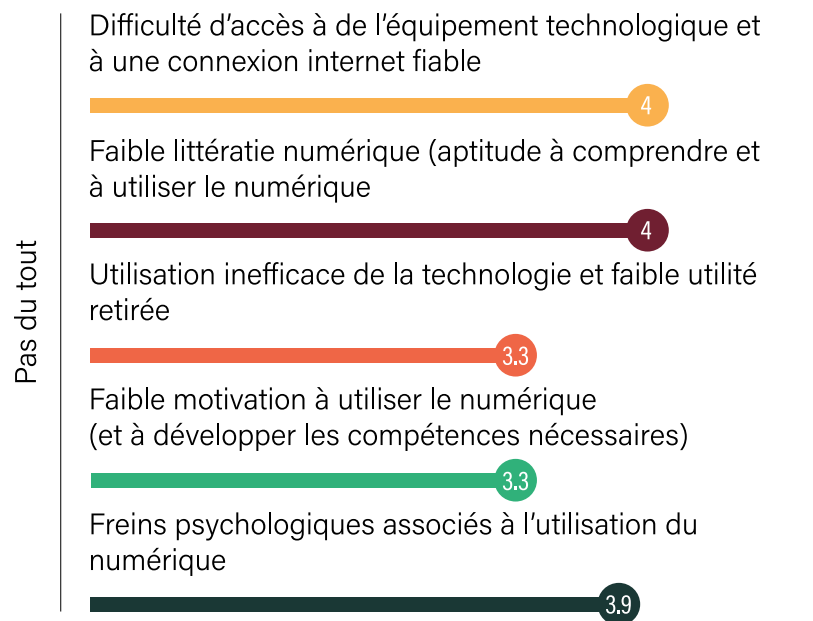 Difficulté d’accès à de l’équipement technologique et
à une connexion internet fiable
4
Faible littératie numérique (aptitude à comprendre et
à utiliser le numérique
4
Utilisation inefficace de la technologie et faible utilité
retirée
3.3
Faible motivation à utiliser le numérique
(et à développer les compétences nécessaires)
3.3
Freins psychologiques associés à l’utilisation du
numérique
3.9
Pas du tout